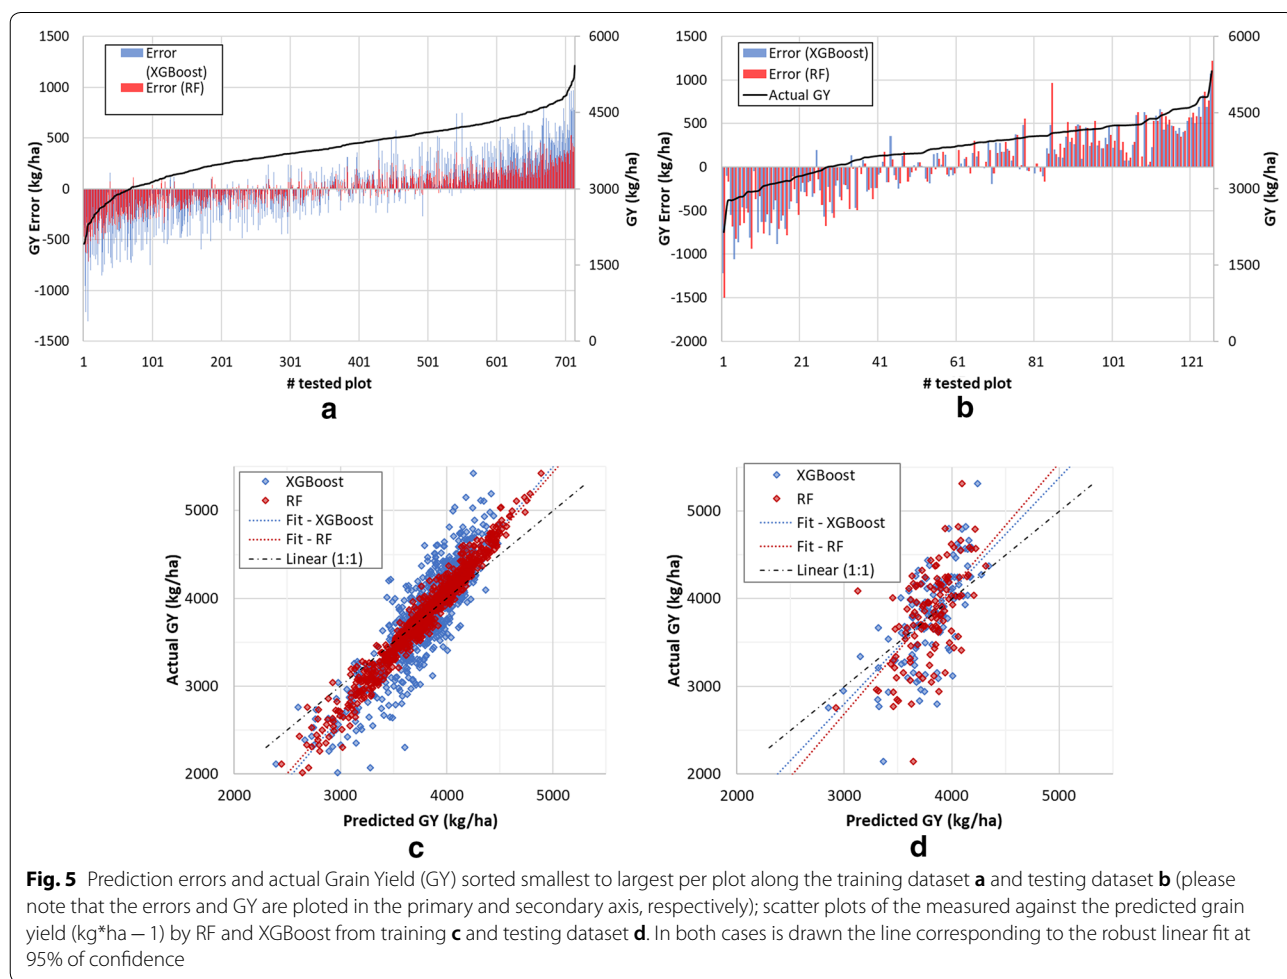 1500
1000
500
0
-500
-1000
-1500
GY Error (kg/ha)
Error
(XGBoost)
Error (RF)
6000
4500
3000
1500
0
GY (kg/ha)
1 101 201 301 401 501 601 701
# tested plot
a
1500
1000
500
0
-500
-1000
-1500
-2000
GY Error (kg/ha)
Error (XGBoost)
Error (RF)
Actual GY
6000
4500
3000
1500
0
GY (kg/ha)
1 21 41 61 81 101 121
# tested plot
b
XGBoost
RF
Fit - XGBoost
Fit - RF
Linear (1:1)
5000
4000
3000
2000
Actual GY (kg/ha)
2000 3000 4000 5000
Predicted GY (kg/ha)
c
XGBoost
RF
Fit - XGBoost
Fit - RF
Linear (1:1)
5000
4000
3000
2000
Actual GY (kg/ha)
2000 3000 4000 5000
Predicted GY (kg/ha)
d
Fig. 5 Prediction errors and actual Grain Yield (GY) sorted smallest to largest per plot along the training dataset a and testing dataset b (please
note that the errors and GY are ploted in the primary and secondary axis, respectively); scatter plots of the measured against the predicted grain
yield (kg*ha − 1) by RF and XGBoost from training c and testing dataset d. In both cases is drawn the line corresponding to the robust linear fit at
95% of confidence